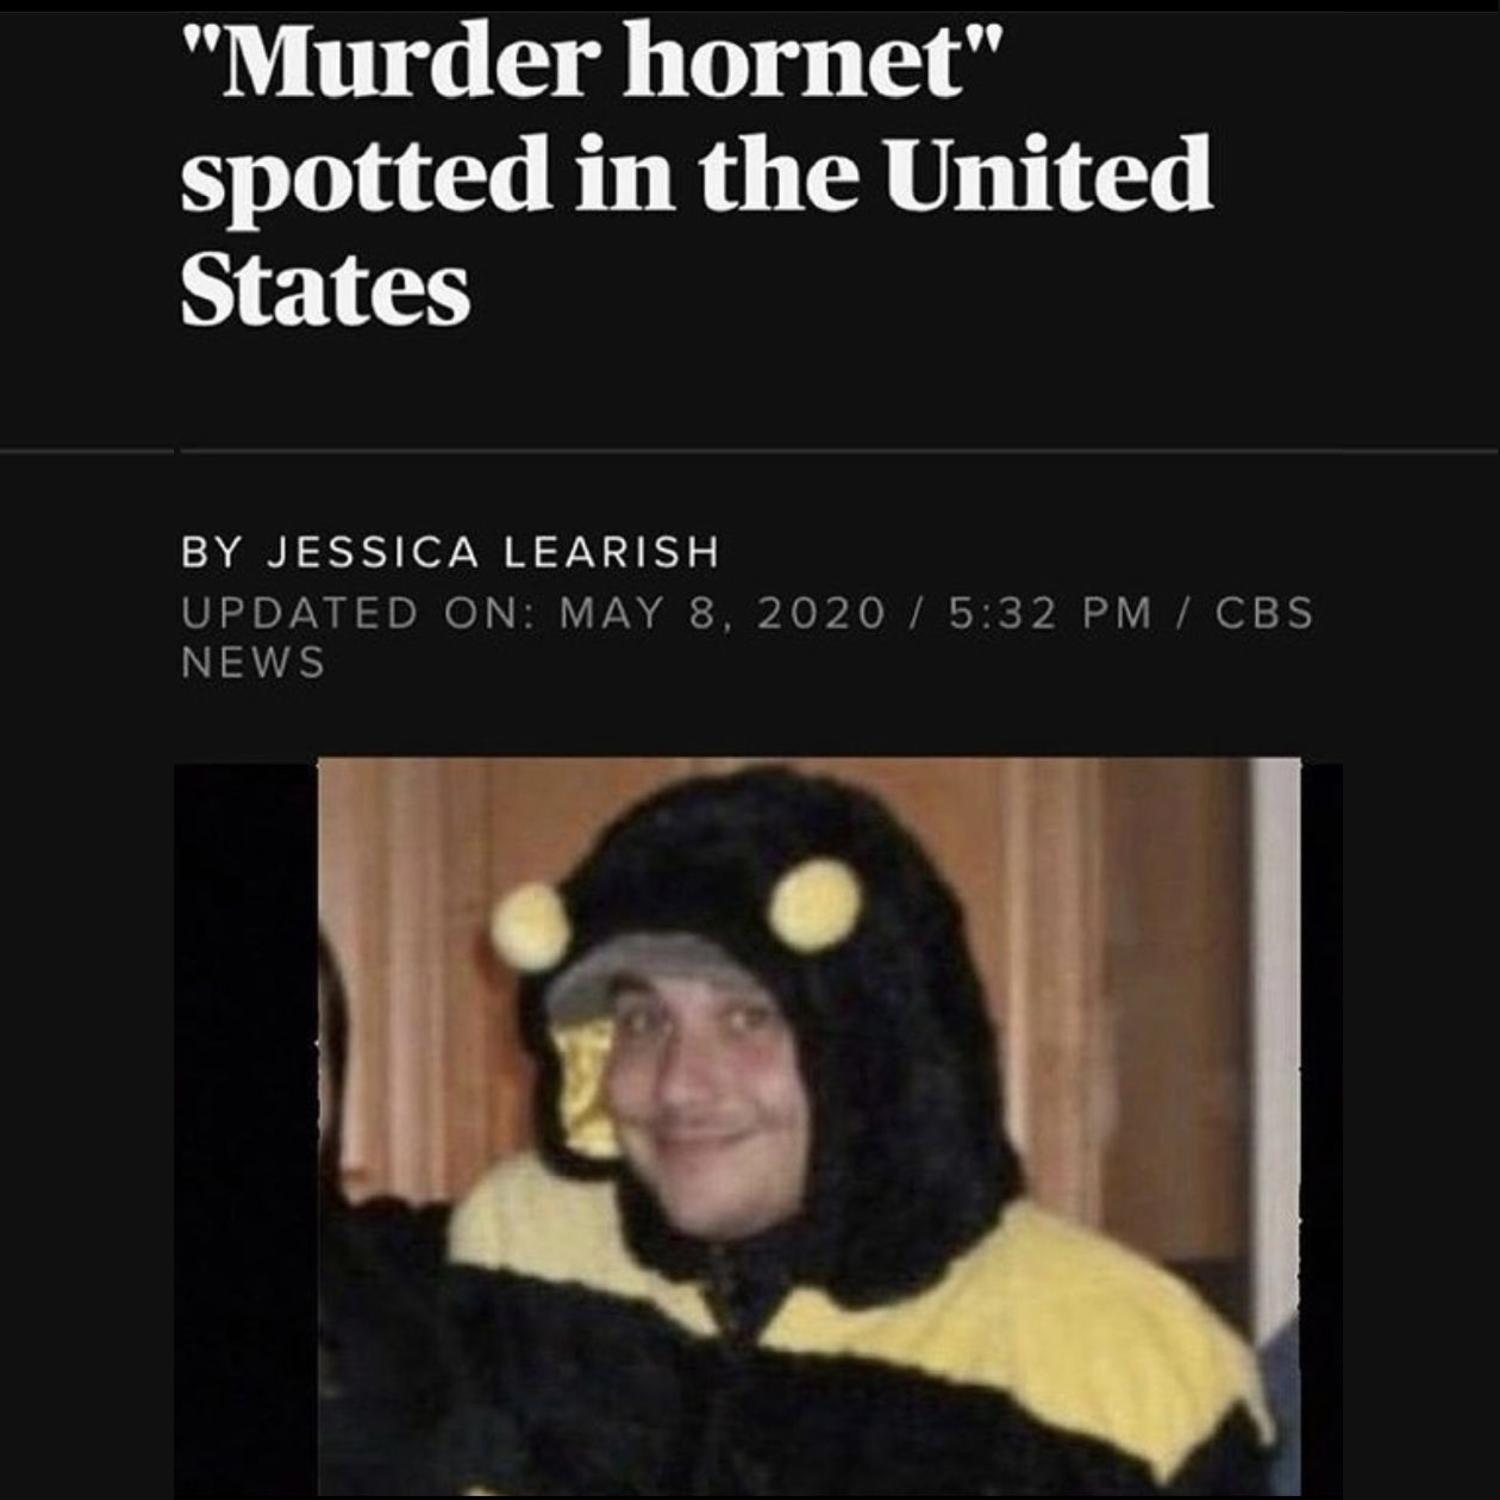 "Murder hornet"
spotted in the United
States
BY JESSICA LEARISH
UPDATED ON: MAY 8, 2020 / 5:32 PM / CBS
NEWS